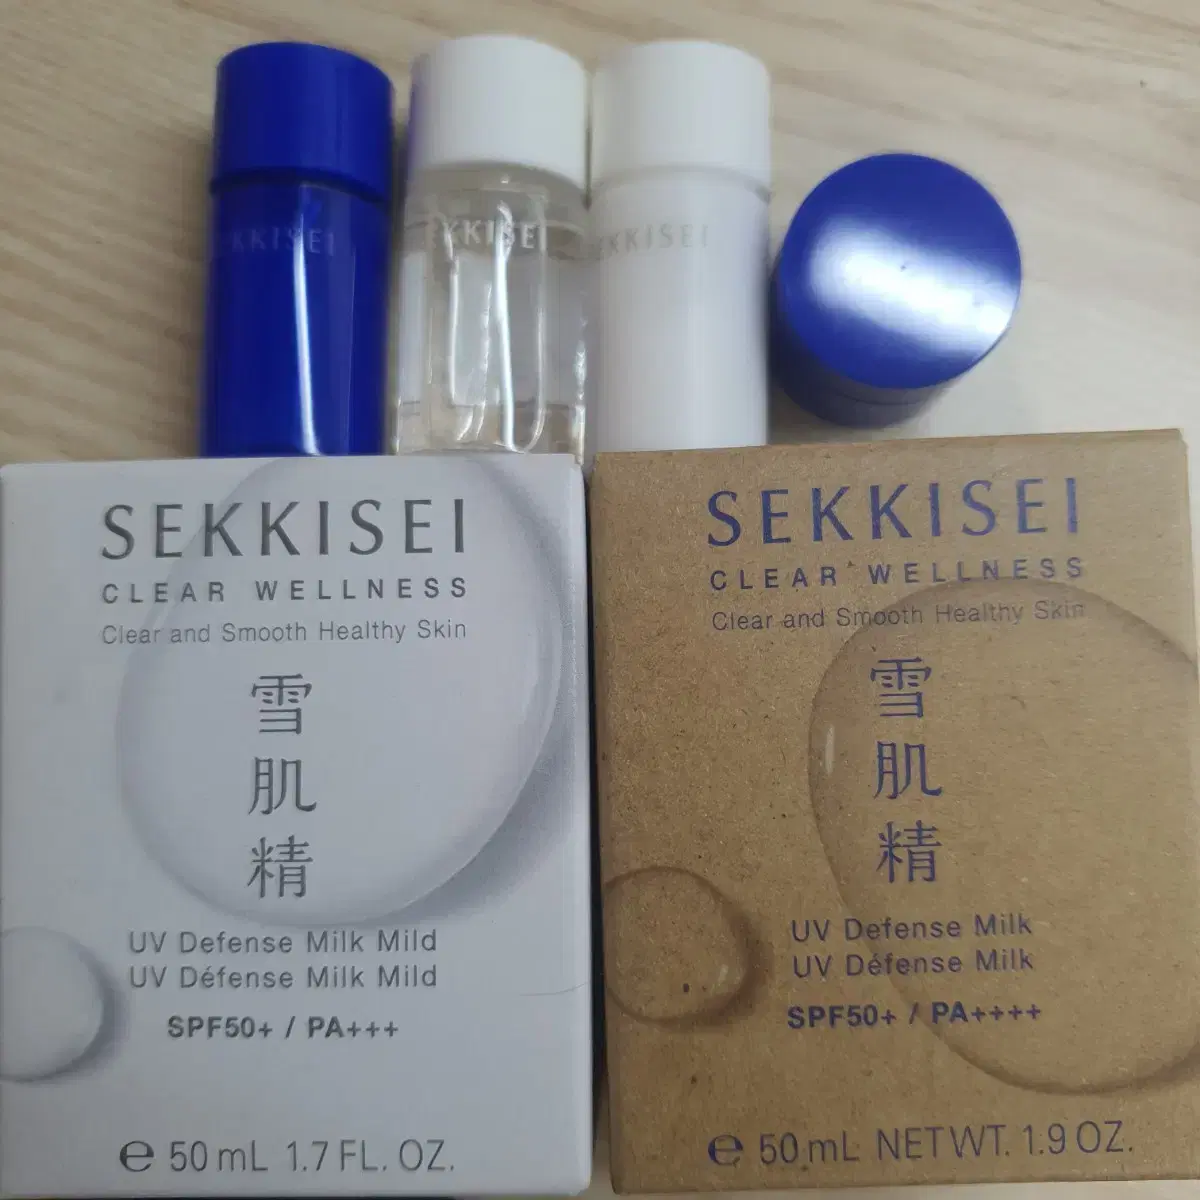 KKISEI
EKKISEI
SEKKISEI
SEKKISEI
CLEAR WELLNESS
Clear and Smooth Healthy Skin
雪
肌
精
UV Defense Milk Mild
UV Défense Milk Mild
SPF50+ / PA+++
e 50 mL 1.7 FL. OZ.
SEKKISEI
CLEAR WELLNESS
Clear and Smooth Healthy Skin
雪
肌
精
UV Defense Milk
UV Défense Milk
SPF50+ / PA++++
e 50 mL NET WT. 1.9 OZ.